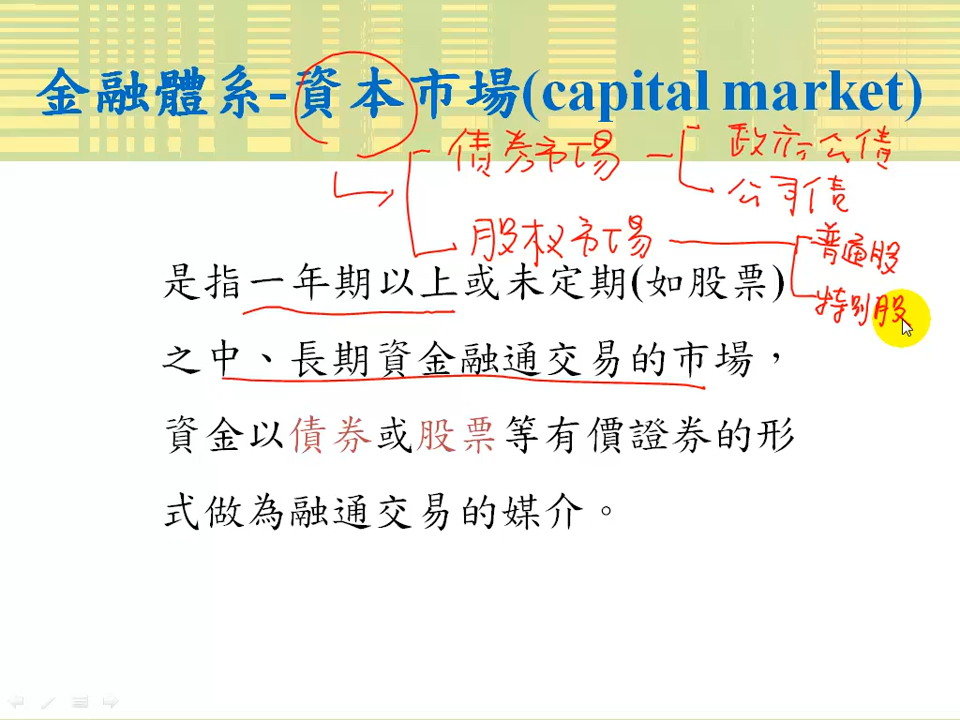 金融體系-資本市場(capital market)
債券市場
政府公債
公司債
股权市场
普通股
特別股
是指一年期以上或未定期(如股票)
之中、長期資金融通交易的市場，
資金以債券或股票等有價證券的形
式做為融通交易的媒介。